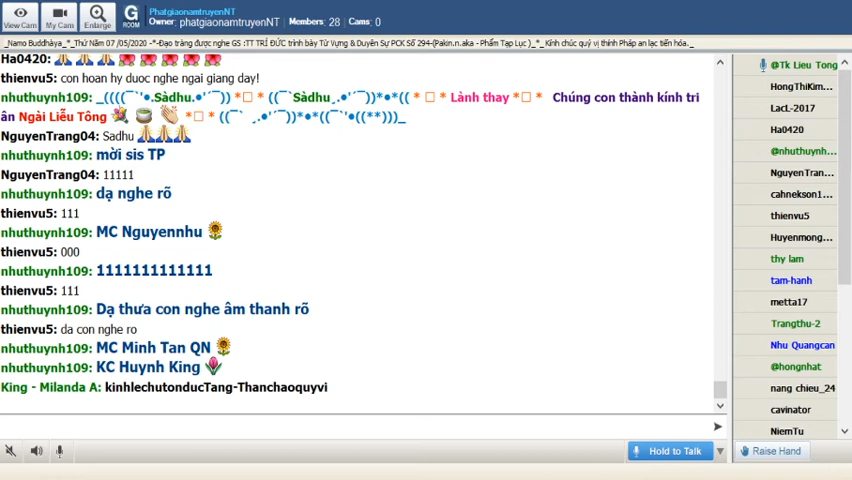 View Cam
My Cam
Enlarge
G
ROOM
PhatgiaonamtruyenNT
Owner: phatgiaonamtruyenNT | Members: 28 | Cams: 0
_Namo Buddhàya_*_Thứ Năm 07 /05/2020 -*-Đạo tràng được nghe GS :TT TRÍ ĐỨC trình bày Tứ Vựng & Duyên Sự PCK Số 294-(Pakin.n.aka - Phẩm Tạp Lục )_*_ Kính chúc quý vị thính Pháp an lạc tiến hóa._
Ha0420: 🙏 🙏 🙏 🌺 🌺 🌺 🌺 🌺
thienvu5: con hoan hy duoc nghe ngai giang day!
nhuthuynh109: _((((¯`'•.Sàdhu.•'´¯)) *□ * ((¯`Sàdhu¸.•'´¯))*•*(( * □ * Lành thay *□ * Chúng con thành kính tri
ân Ngài Liễu Tông 💐 🍵 👏 *□ * ((¯` ¸.•'´¯))*•*((¯`'•((**)))_
NguyenTrang04: Sadhu 🙏🙏🙏
nhuthuynh109: mời sis TP
NguyenTrang04: 11111
nhuthuynh109: dạ nghe rõ
thienvu5: 111
nhuthuynh109: MC Nguyennhu 🌻
thienvu5: 000
nhuthuynh109: 1111111111111
thienvu5: 111
nhuthuynh109: Dạ thưa con nghe âm thanh rõ
thienvu5: da con nghe ro
nhuthuynh109: MC Minh Tan QN 🌻
nhuthuynh109: KC Huynh King 🌷
King - Milanda A: kinhlechutonducTang-Thanchaoquyvi
@Tk Lieu Tong
HongThiKim...
LacL-2017
Ha0420
@nhuthuynh...
NguyenTran...
cahnekson1...
thienvu5
Huyenmong...
thy lam
tam-hanh
metta17
Trangthu-2
Nhu Quangcan
@hongnhat
nang chieu_24
cavinator
NiemTu
Hold to Talk
Raise Hand